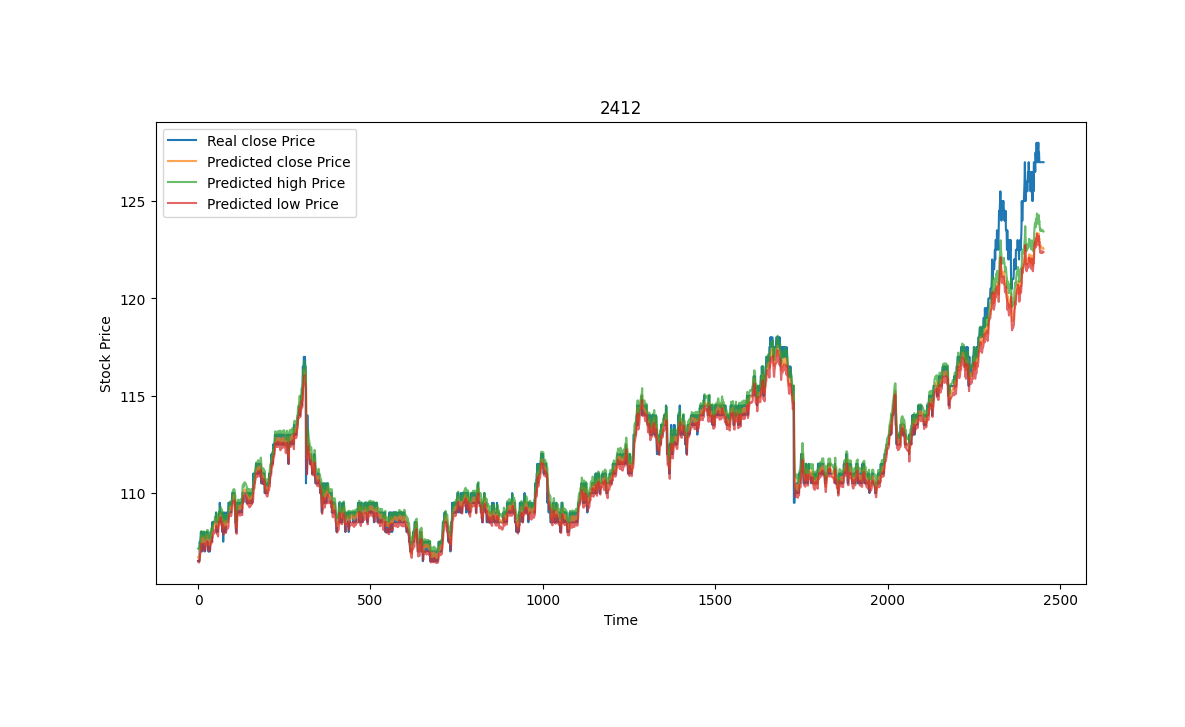 2412
Real close Price
Predicted close Price
Predicted high Price
Predicted low Price
125
120
115
110
Stock Price
0
500
1000
1500
2000
2500
Time